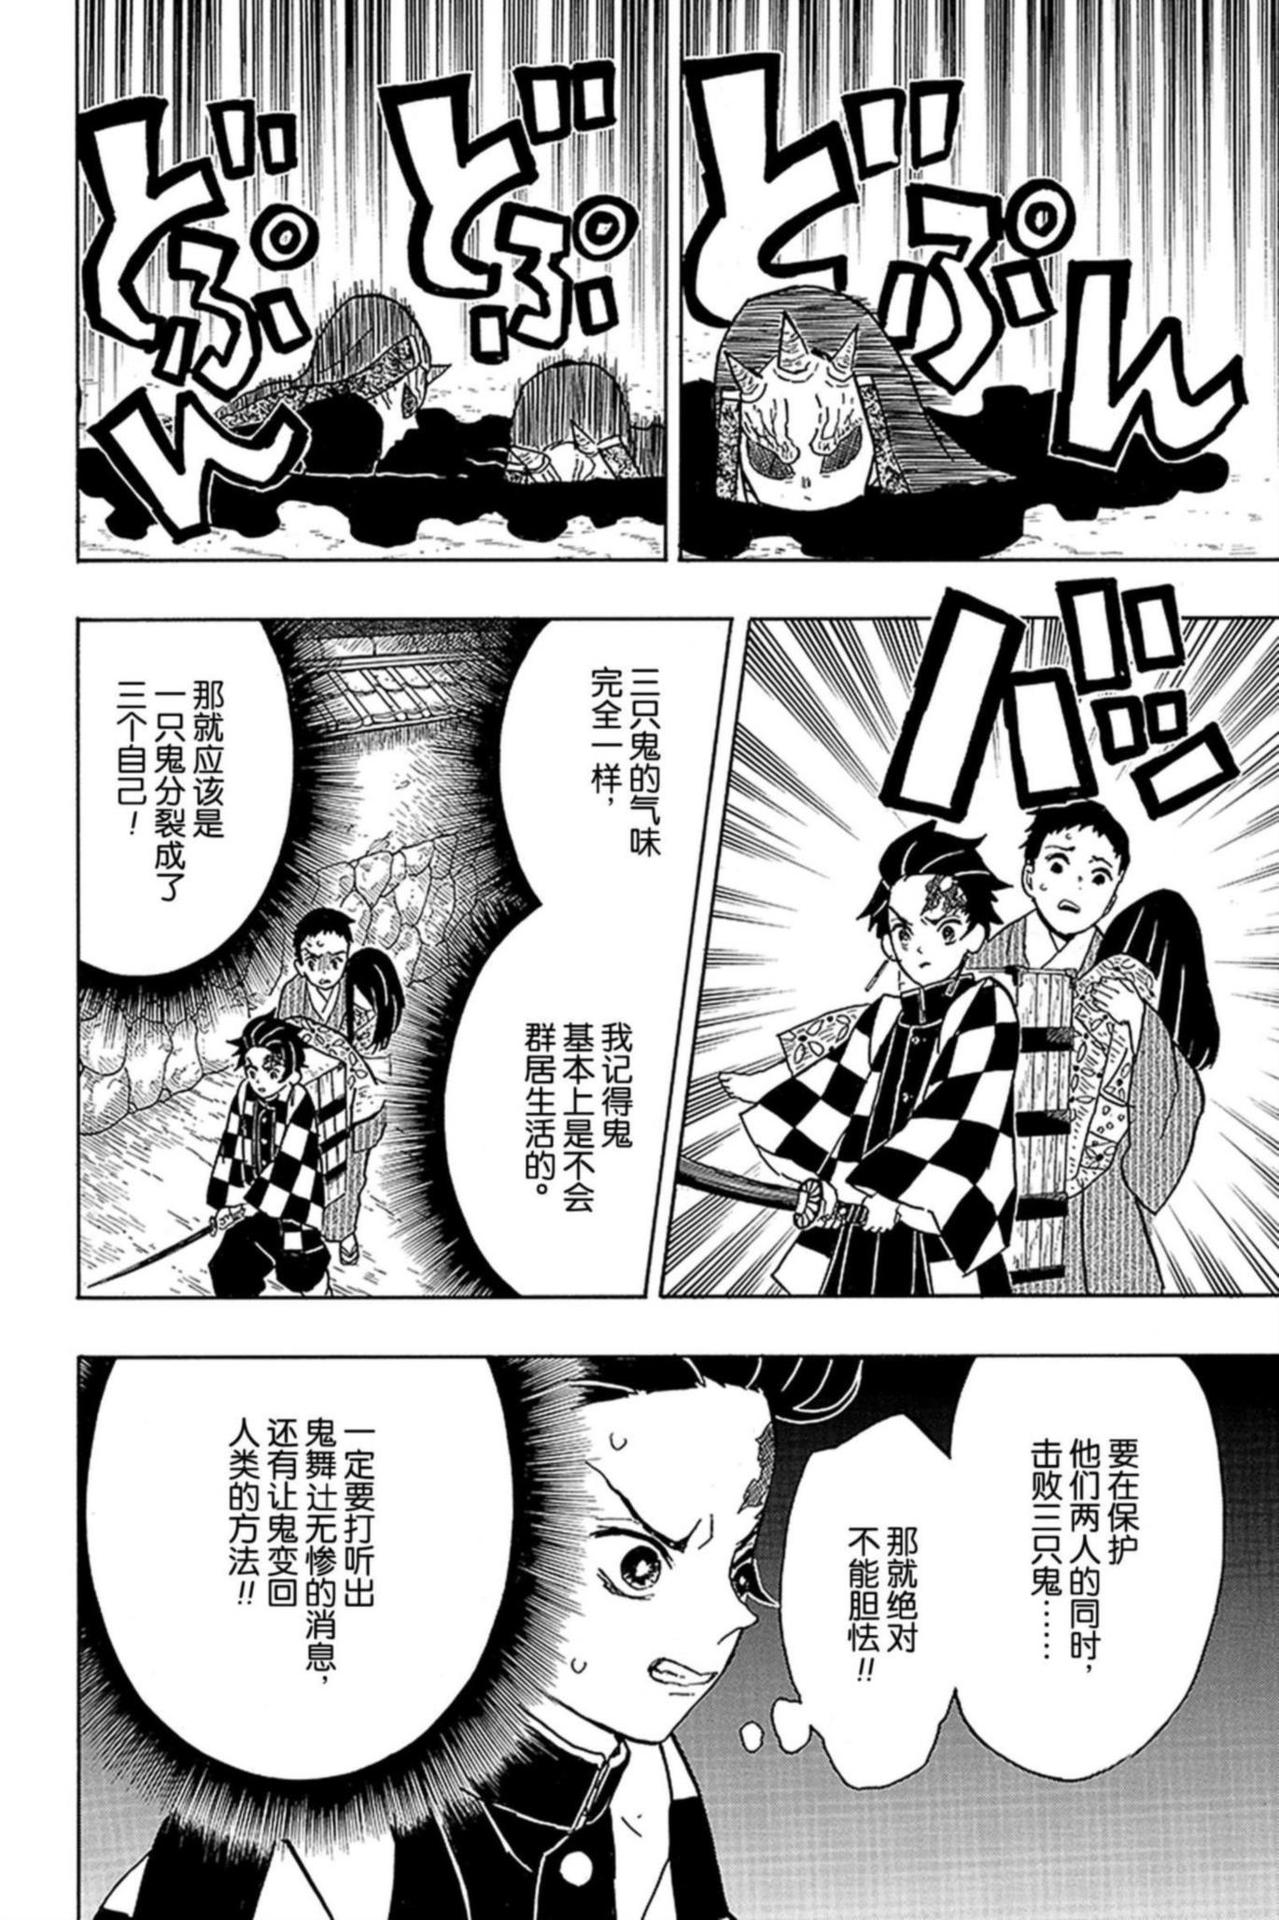 どぷん
どぷ
どぷん
バッ
三只鬼的气味
完全一样，
我记得鬼
基本上是不会
群居生活的。
那就应该是
一只鬼分裂成了
三个自己！
要在保护
他们两人的同时，
击败三只鬼……
那就绝对
不能胆怯!!
一定要打听出
鬼舞辻无惨的消息，
还有让鬼变回
人类的方法!!